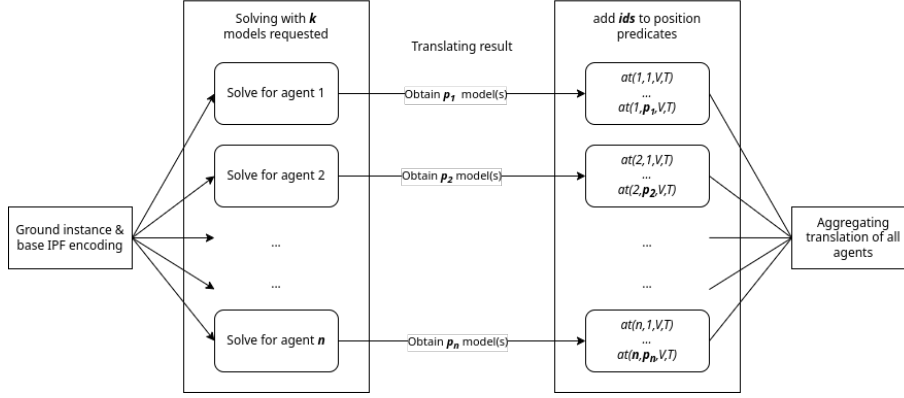 Solving with k
models requested
Translating result
add ids to position
predicates
Ground instance &
base IPF encoding
Solve for agent 1
Obtain p1 model(s)
at(1,1,V,T)
...
at(1,p1,V,T)
Solve for agent 2
Obtain p2 model(s)
at(2,1,V,T)
...
at(2,p2,V,T)
...
...
...
...
Solve for agent n
Obtain pn model(s)
at(n,1,V,T)
...
at(n,pn,V,T)
Aggregating
translation of all
agents